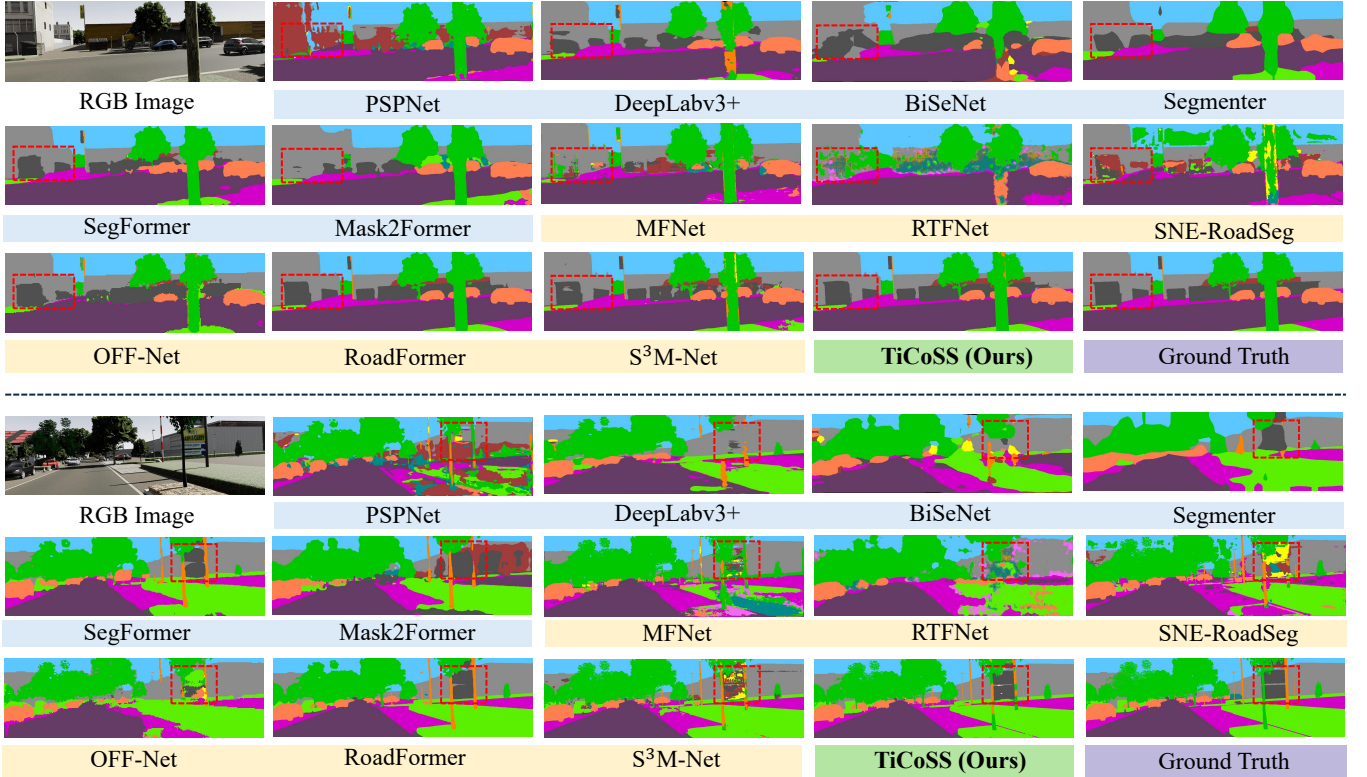 RGB Image PSPNet DeepLabv3+ BiSeNet Segmenter
SegFormer Mask2Former MFNet RTFNet SNE-RoadSeg
OFF-Net RoadFormer S³M-Net TiCoSS (Ours) Ground Truth
RGB Image PSPNet DeepLabv3+ BiSeNet Segmenter
SegFormer Mask2Former MFNet RTFNet SNE-RoadSeg
OFF-Net RoadFormer S³M-Net TiCoSS (Ours) Ground Truth